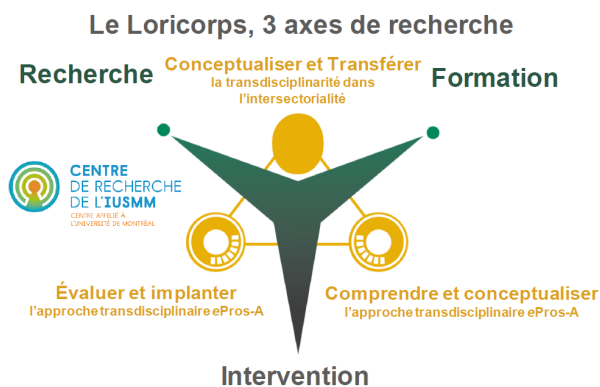 Le Loricorps, 3 axes de recherche
Recherche
Conceptualiser et Transférer
la transdisciplinarité dans
l'intersectorialité
Formation
CENTRE
DE RECHERCHE
DE L'IUSMM
CENTRE AFFILIÉ À
L'UNIVERSITÉ DE MONTRÉAL
Évaluer et implanter
l'approche transdisciplinaire ePros-A
Comprendre et conceptualiser
l'approche transdisciplinaire ePros-A
Intervention